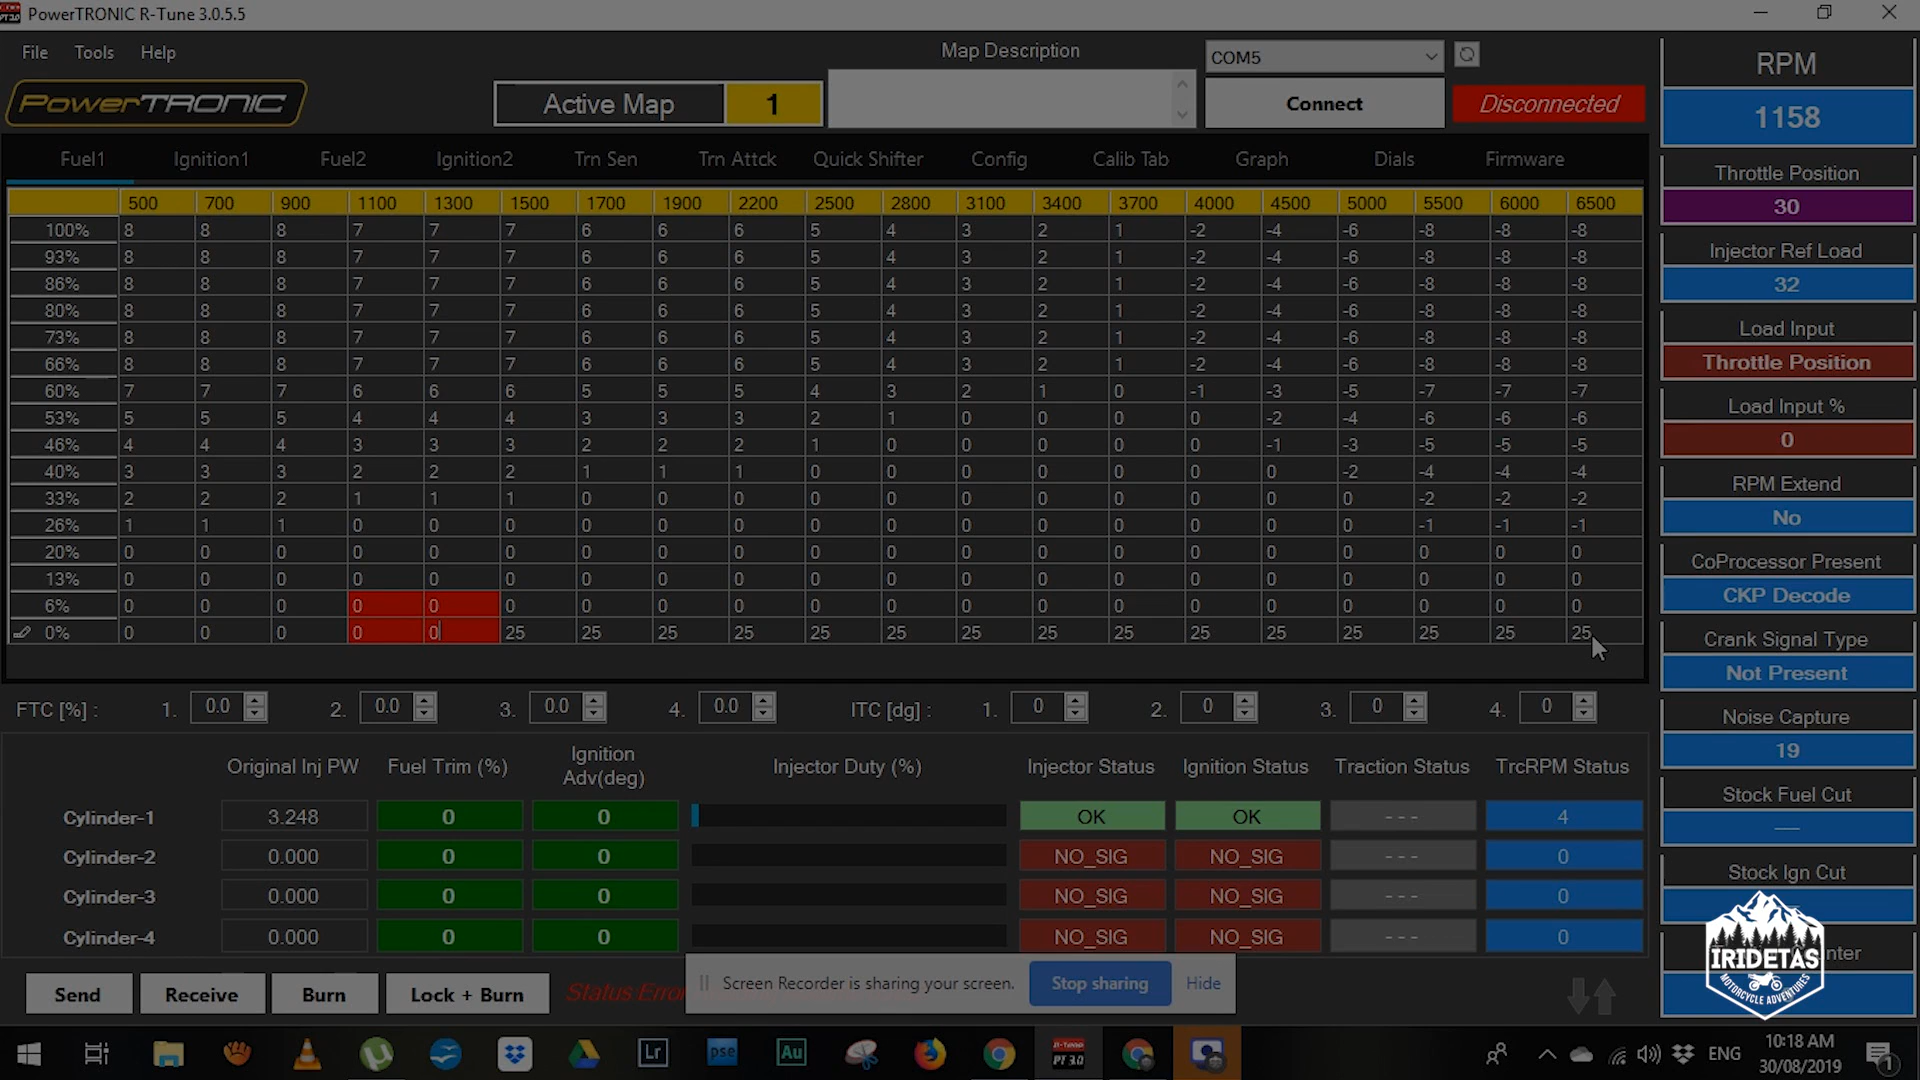 PowerTRONIC R-Tune 3.0.5.5
File Tools Help
PowerTRONIC
Active Map 1
Map Description
COM5
Connect
Disconnected
Fuel1 Ignition1 Fuel2 Ignition2 Trn Sen Trn Attck Quick Shifter Config Calib Tab Graph Dials Firmware
500 700 900 1100 1300 1500 1700 1900 2200 2500 2800 3100 3400 3700 4000 4500 5000 5500 6000 6500
100% 8 8 8 7 7 7 6 6 6 5 4 3 2 1 -2 -4 -6 -8 -8 -8
93% 8 8 8 7 7 7 6 6 6 5 4 3 2 1 -2 -4 -6 -8 -8 -8
86% 8 8 8 7 7 7 6 6 6 5 4 3 2 1 -2 -4 -6 -8 -8 -8
80% 8 8 8 7 7 7 6 6 6 5 4 3 2 1 -2 -4 -6 -8 -8 -8
73% 8 8 8 7 7 7 6 6 6 5 4 3 2 1 -2 -4 -6 -8 -8 -8
66% 8 8 8 7 7 7 6 6 6 5 4 3 2 1 -2 -4 -6 -8 -8 -8
60% 7 7 7 6 6 6 5 5 5 4 3 2 1 0 -1 -3 -5 -7 -7 -7
53% 5 5 5 4 4 4 3 3 3 2 1 0 0 0 0 -2 -4 -6 -6 -6
46% 4 4 4 3 3 3 2 2 2 1 0 0 0 0 0 -1 -3 -5 -5 -5
40% 3 3 3 2 2 2 1 1 1 0 0 0 0 0 0 0 -2 -4 -4 -4
33% 2 2 2 1 1 1 0 0 0 0 0 0 0 0 0 0 0 -2 -2 -2
26% 1 1 1 0 0 0 0 0 0 0 0 0 0 0 0 0 0 -1 -1 -1
20% 0 0 0 0 0 0 0 0 0 0 0 0 0 0 0 0 0 0 0 0
13% 0 0 0 0 0 0 0 0 0 0 0 0 0 0 0 0 0 0 0 0
6% 0 0 0 0 0 0 0 0 0 0 0 0 0 0 0 0 0 0 0 0
0% 0 0 0 0 0 25 25 25 25 25 25 25 25 25 25 25 25 25 25 25
FTC [%] : 1. 0.0 2. 0.0 3. 0.0 4. 0.0 ITC [dg] : 1. 0 2. 0 3. 0 4. 0
Original Inj PW Fuel Trim (%) Ignition Adv(deg) Injector Duty (%) Injector Status Ignition Status Traction Status TrcRPM Status
Cylinder-1 3.248 0 0 OK OK - - - 4
Cylinder-2 0.000 0 0 NO_SIG NO_SIG - - - 0
Cylinder-3 0.000 0 0 NO_SIG NO_SIG - - - 0
Cylinder-4 0.000 0 0 NO_SIG NO_SIG - - - 0
Send Receive Burn Lock + Burn Status Error
Screen Recorder is sharing your screen. Stop sharing Hide
RPM
1158
Throttle Position
30
Injector Ref Load
32
Load Input
Throttle Position
Load Input %
0
RPM Extend
No
CoProcessor Present
CKP Decode
Crank Signal Type
Not Present
Noise Capture
19
Stock Fuel Cut
Stock Ign Cut
IRIDETAS
MOTORCYCLE ADVENTURES
Lr pse Au R-Tune PT 3.0
ENG
10:18 AM
30/08/2019
1